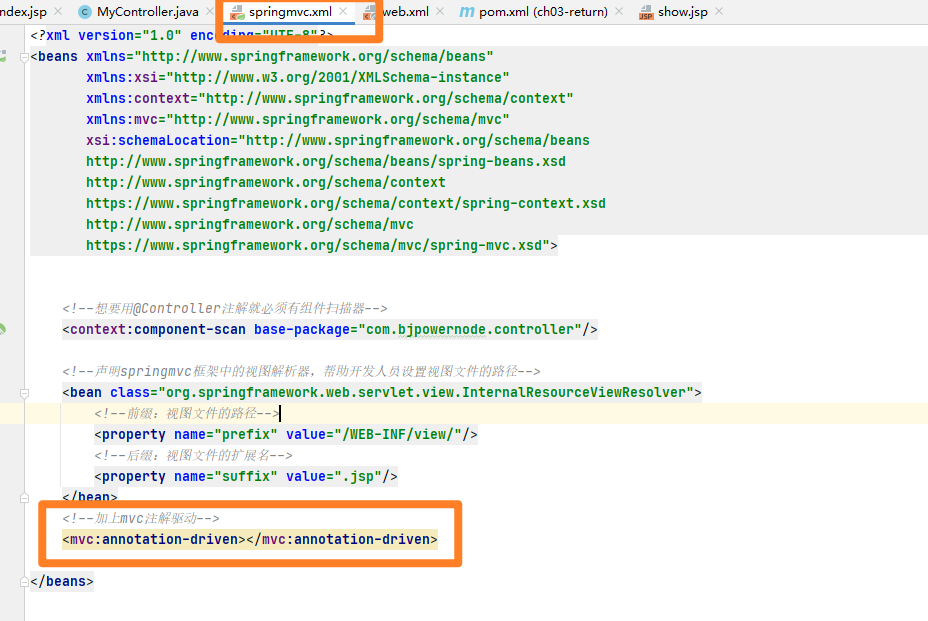 ndex.jsp MyController.java springmvc.xml web.xml pom.xml (ch03-return) show.jsp
<?xml version="1.0" encoding="UTF-8"?>
<beans xmlns="http://www.springframework.org/schema/beans"
xmlns:xsi="http://www.w3.org/2001/XMLSchema-instance"
xmlns:context="http://www.springframework.org/schema/context"
xmlns:mvc="http://www.springframework.org/schema/mvc"
xsi:schemaLocation="http://www.springframework.org/schema/beans
http://www.springframework.org/schema/beans/spring-beans.xsd
http://www.springframework.org/schema/context
https://www.springframework.org/schema/context/spring-context.xsd
http://www.springframework.org/schema/mvc
https://www.springframework.org/schema/mvc/spring-mvc.xsd">
<!--想要用@Controller注解就必须有组件扫描器-->
<context:component-scan base-package="com.bjpowernode.controller"/>
<!--声明springmvc框架中的视图解析器，帮助开发人员设置视图文件的路径-->
<bean class="org.springframework.web.servlet.view.InternalResourceViewResolver">
<!--前缀：视图文件的路径-->
<property name="prefix" value="/WEB-INF/view/"/>
<!--后缀：视图文件的扩展名-->
<property name="suffix" value=".jsp"/>
</bean>
<!--加上mvc注解驱动-->
<mvc:annotation-driven></mvc:annotation-driven>
</beans>